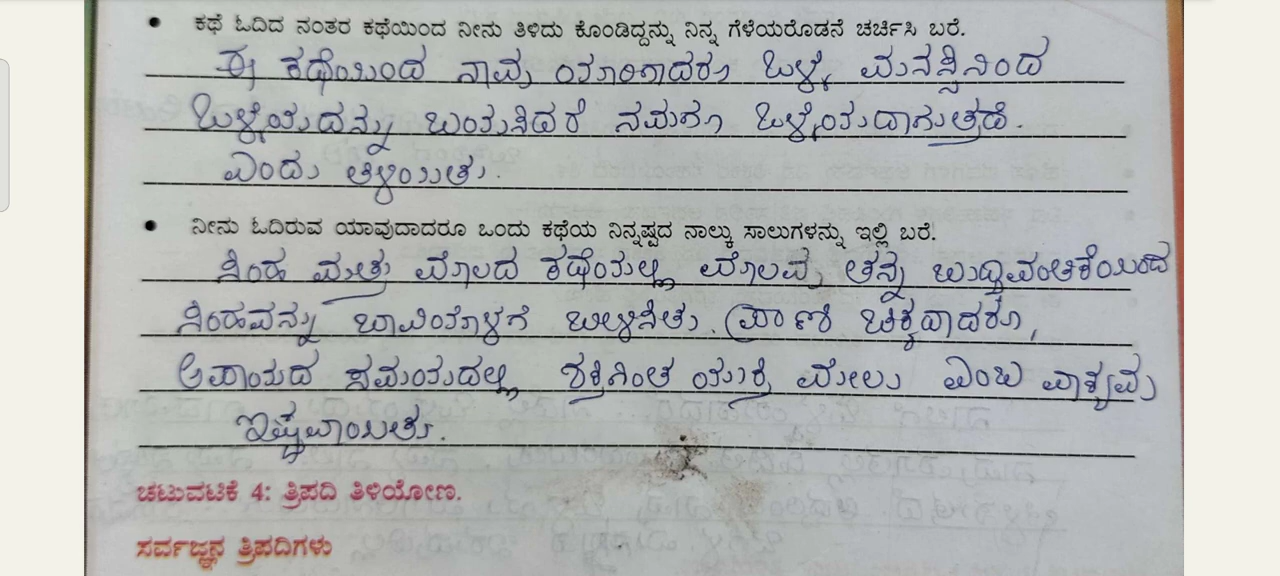 • ಕಥೆ ಓದಿದ ನಂತರ ಕಥೆಯಿಂದ ನೀನು ತಿಳಿದು ಕೊಂಡಿದ್ದನ್ನು ನಿನ್ನ ಗೆಳೆಯರೊಡನೆ ಚರ್ಚಿಸಿ ಬರೆ.
ಈ ಕಥೆಯಿಂದ ನಾವು ಯಾರಿಗಾದರೂ ಒಳ್ಳೆ ಮನಸ್ಸಿನಿಂದ
ಒಳ್ಳೆಯದನ್ನು ಬಯಸಿದರೆ ನಮಗೂ ಒಳ್ಳೆಯದಾಗುತ್ತದೆ.
ಎಂದು ತಿಳಿಯಿತು.
• ನೀನು ಓದಿರುವ ಯಾವುದಾದರೂ ಒಂದು ಕಥೆಯ ನಿನ್ನಷ್ಟದ ನಾಲ್ಕು ಸಾಲುಗಳನ್ನು ಇಲ್ಲಿ ಬರೆ.
ಸಿಂಹ ಮತ್ತು ಮೊಲದ ಕಥೆಯಲ್ಲಿ ಮೊಲವು ತನ್ನ ಬುದ್ಧಿವಂತಿಕೆಯಿಂದ
ಸಿಂಹವನ್ನು ಬಾವಿಯೊಳಗೆ ಬೀಳಿಸಿತು. ಪ್ರಾಣಿ ಚಿಕ್ಕದಾದರೂ,
ಅಪಾಯದ ಸಮಯದಲ್ಲಿ ಶಕ್ತಿಗಿಂತ ಯುಕ್ತಿ ಮೇಲು ಎಂಬ ವಾಕ್ಯವು
ಇಷ್ಟವಾಯಿತು.
ಚಟುವಟಿಕೆ 4: ತ್ರಿಪದಿ ತಿಳಿಯೋಣ.
ಸರ್ವಜ್ಞನ ತ್ರಿಪದಿಗಳು